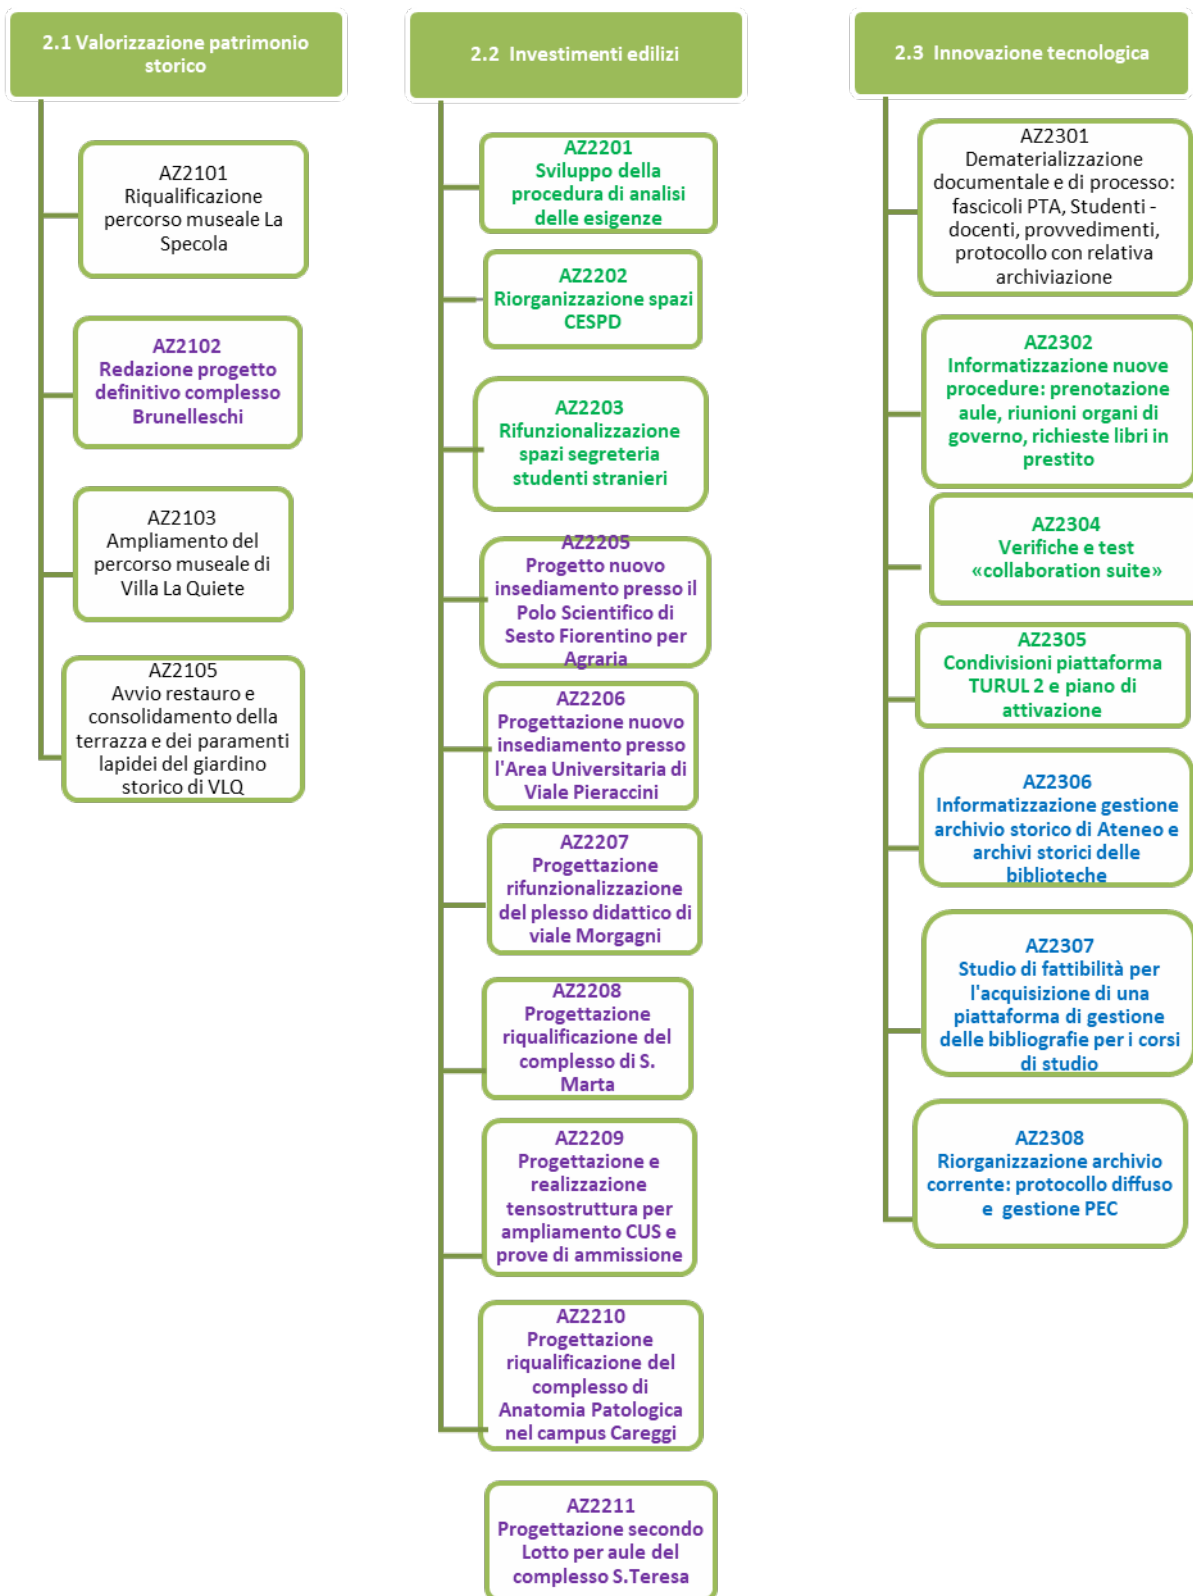 2.1 Valorizzazione patrimonio
storico
AZ2101
Riqualificazione
percorso museale La
Specola
AZ2102
Redazione progetto
definitivo complesso
Brunelleschi
AZ2103
Ampliamento del
percorso museale di
Villa La Quiete
AZ2105
Avvio restauro e
consolidamento della
terrazza e dei paramenti
lapidei del giardino
storico di VLQ
2.2 Investimenti edilizi
AZ2201
Sviluppo della
procedura di analisi
delle esigenze
AZ2202
Riorganizzazione spazi
CESPD
AZ2203
Rifunzionalizzazione
spazi segreteria
studenti stranieri
AZ2205
Progetto nuovo
insediamento presso il
Polo Scientifico di
Sesto Fiorentino per
Agraria
AZ2206
Progettazione nuovo
insediamento presso
l'Area Universitaria di
Viale Pieraccini
AZ2207
Progettazione
rifunzionalizzazione
del plesso didattico di
viale Morgagni
AZ2208
Progettazione
riqualificazione del
complesso di S.
Marta
AZ2209
Progettazione e
realizzazione
tensostruttura per
ampliamento CUS e
prove di ammissione
AZ2210
Progettazione
riqualificazione del
complesso di
Anatomia Patologica
nel campus Careggi
AZ2211
Progettazione secondo
Lotto per aule del
complesso S.Teresa
2.3 Innovazione tecnologica
AZ2301
Dematerializzazione
documentale e di processo:
fascicoli PTA, Studenti -
docenti, provvedimenti,
protocollo con relativa
archiviazione
AZ2302
Informatizzazione nuove
procedure: prenotazione
aule, riunioni organi di
governo, richieste libri in
prestito
AZ2304
Verifiche e test
«collaboration suite»
AZ2305
Condivisioni piattaforma
TURUL 2 e piano di
attivazione
AZ2306
Informatizzazione gestione
archivio storico di Ateneo e
archivi storici delle
biblioteche
AZ2307
Studio di fattibilità per
l'acquisizione di una
piattaforma di gestione
delle bibliografie per i corsi
di studio
AZ2308
Riorganizzazione archivio
corrente: protocollo diffuso
e gestione PEC